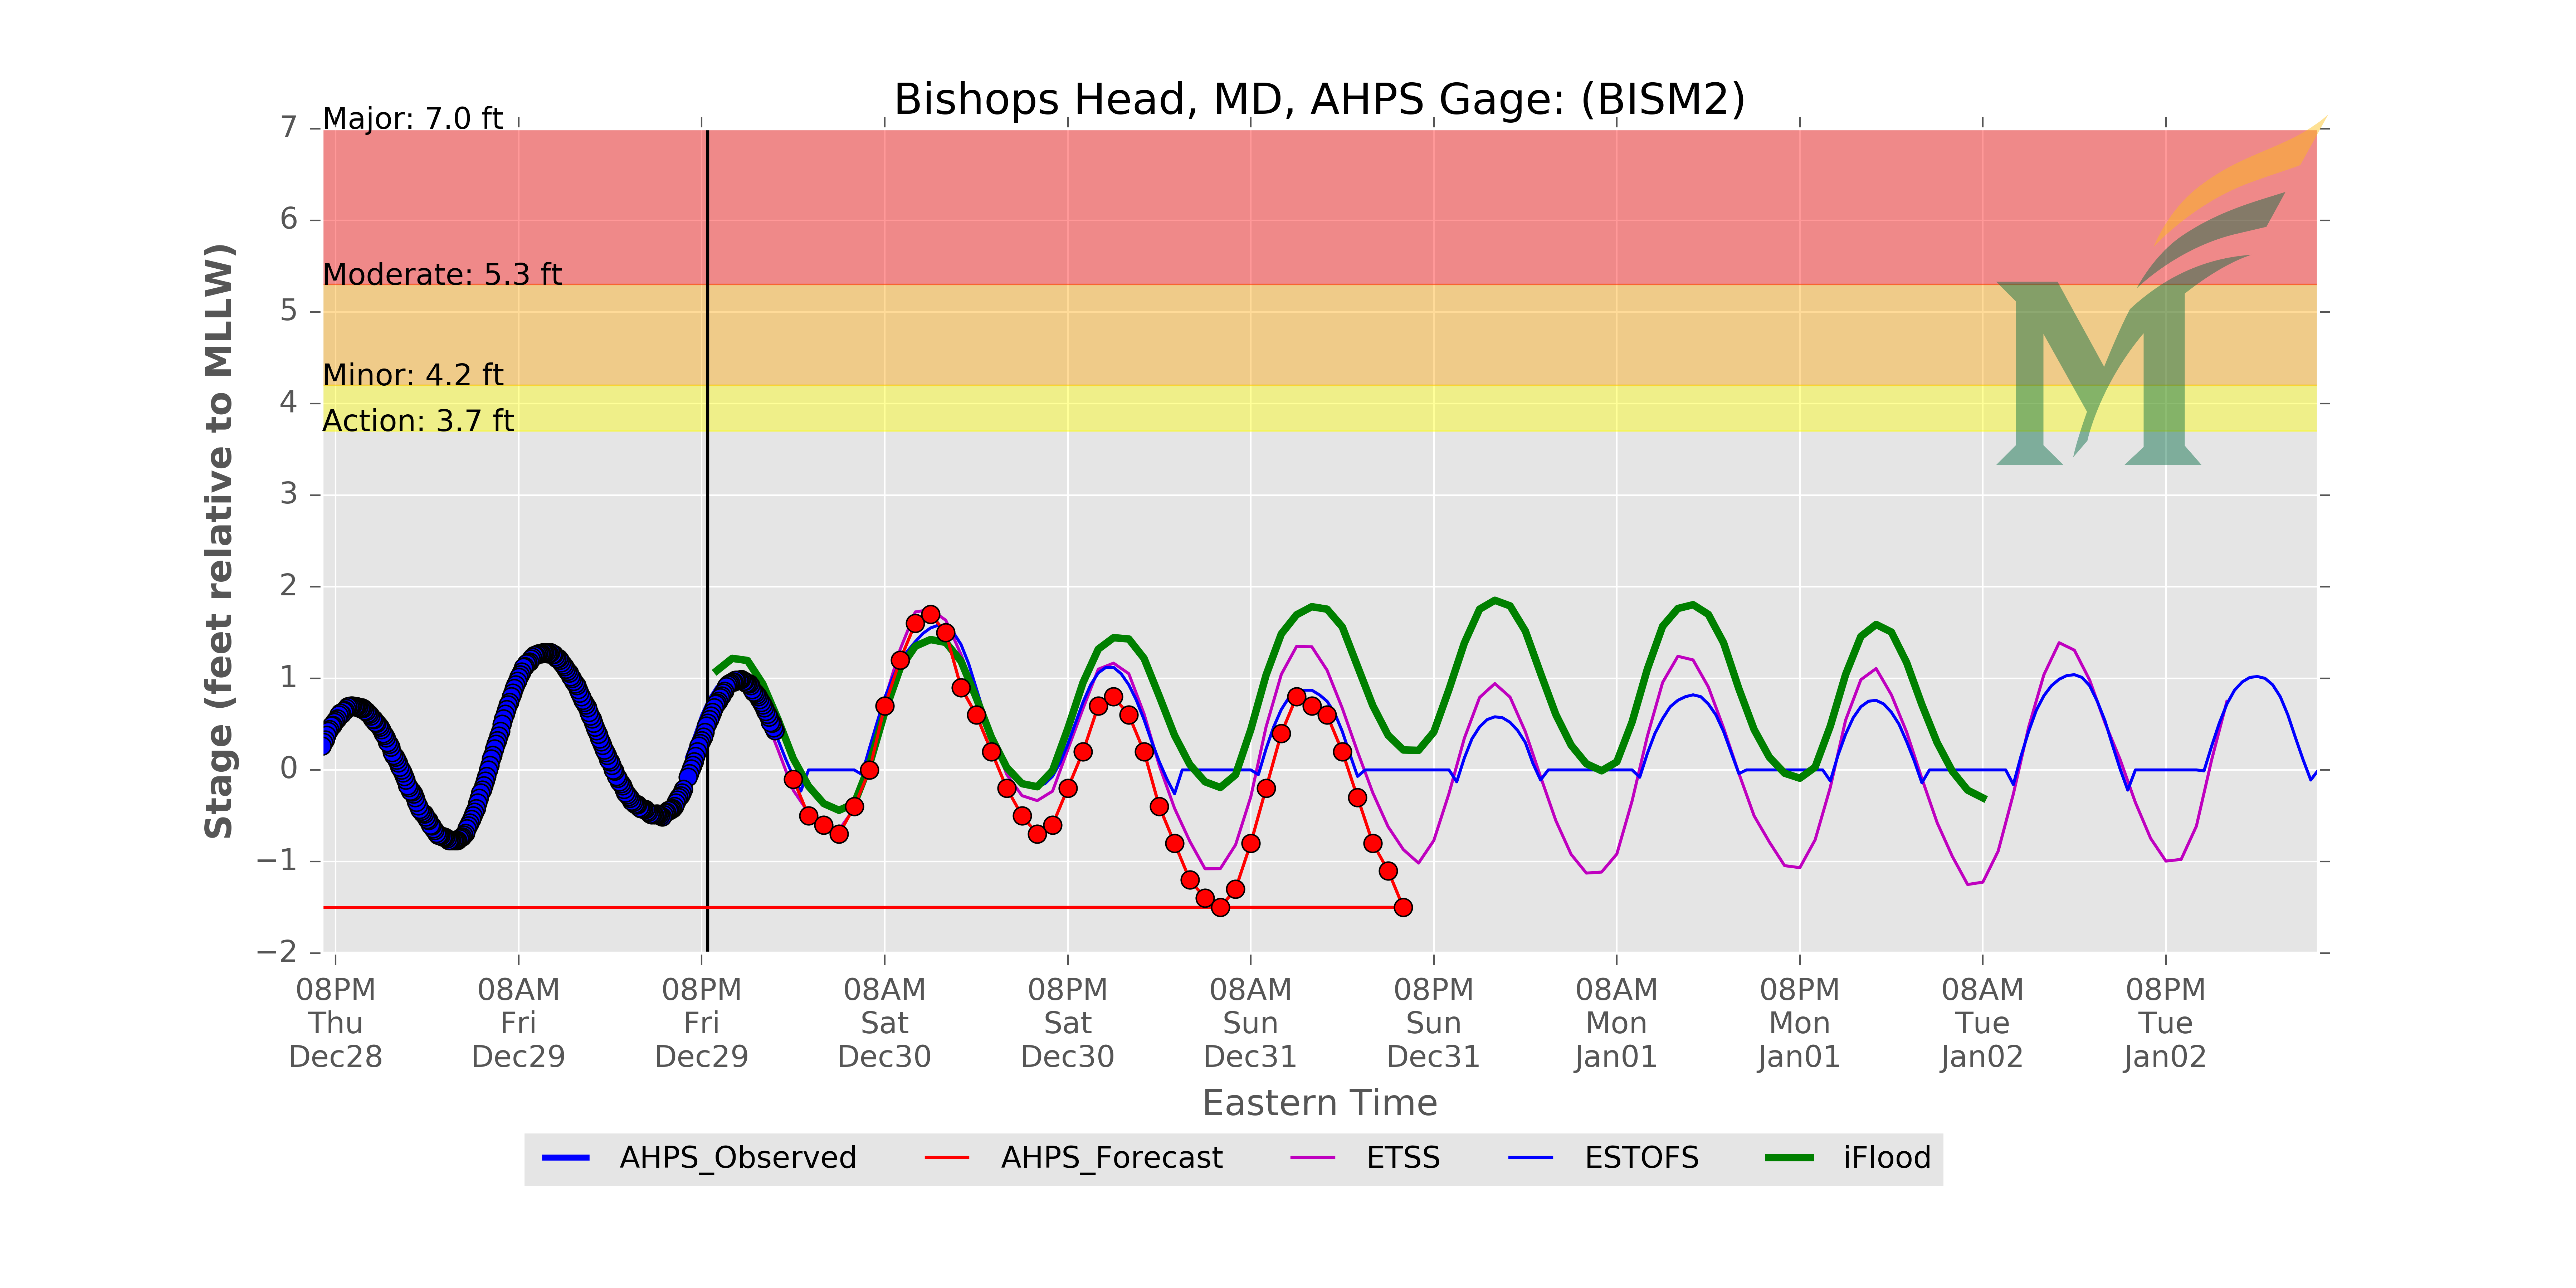 Bishops Head, MD, AHPS Gage: (BISM2)
Major: 7.0 ft
Moderate: 5.3 ft
Minor: 4.2 ft
Action: 3.7 ft
Stage (feet relative to MLLW)
7
6
5
4
3
2
1
0
−1
−2
08PM 08AM 08PM 08AM 08PM 08AM 08PM 08AM 08PM 08AM 08PM
Thu Fri Fri Sat Sat Sun Sun Mon Mon Tue Tue
Dec28 Dec29 Dec29 Dec30 Dec30 Dec31 Dec31 Jan01 Jan01 Jan02 Jan02
Eastern Time
AHPS_Observed AHPS_Forecast ETSS ESTOFS iFlood